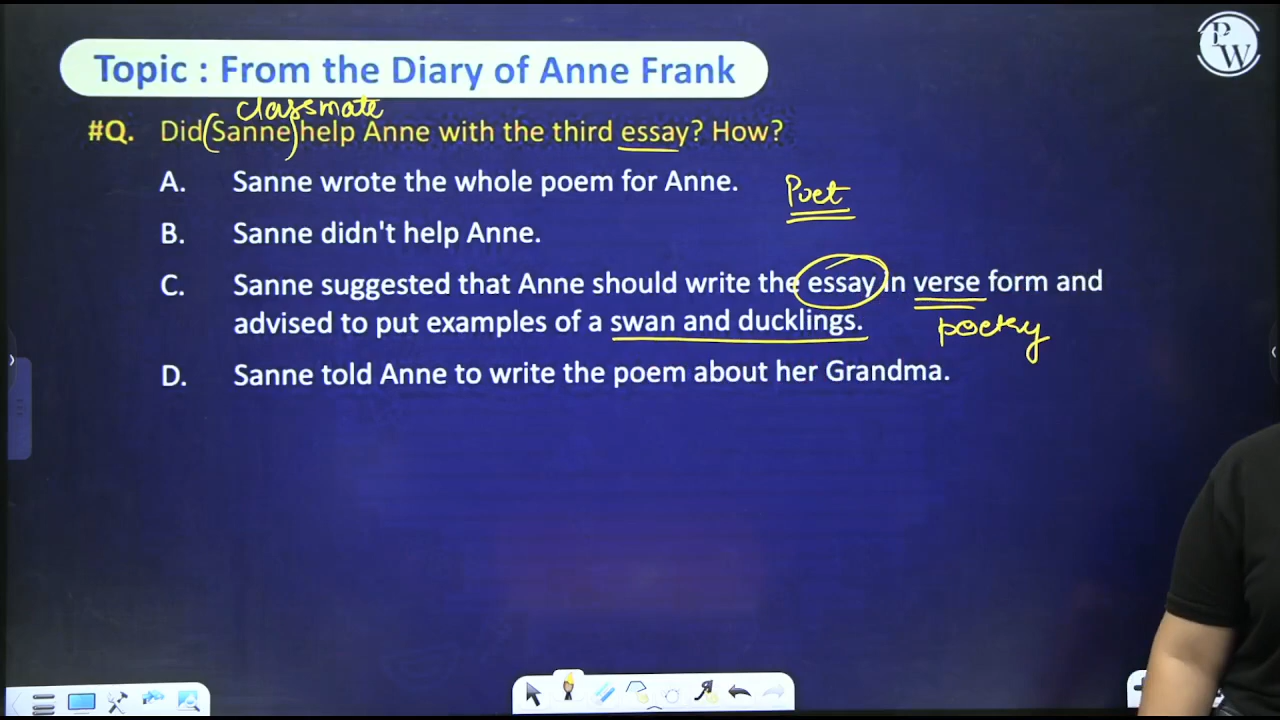 PW
Topic : From the Diary of Anne Frank
classmate
#Q. Did (Sanne) help Anne with the third essay? How?
A. Sanne wrote the whole poem for Anne.
Poet
B. Sanne didn't help Anne.
C. Sanne suggested that Anne should write the essay in verse form and
advised to put examples of a swan and ducklings.
poetry
D. Sanne told Anne to write the poem about her Grandma.